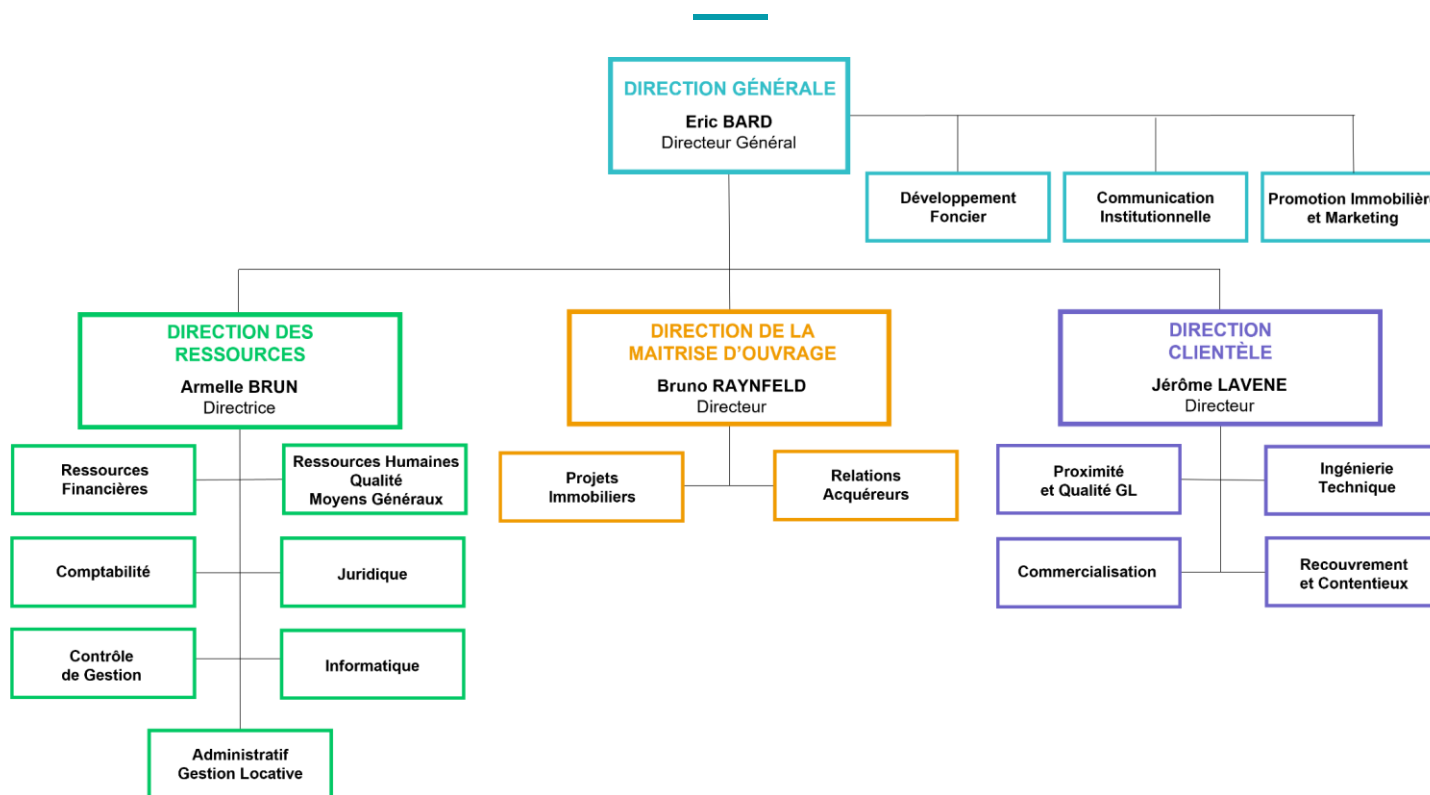 DIRECTION GÉNÉRALE
Eric BARD
Directeur Général
Développement
Foncier
Communication
Institutionnelle
Promotion Immobilièr
et Marketing
DIRECTION DES
RESSOURCES
Armelle BRUN
Directrice
DIRECTION DE LA
MAITRISE D'OUVRAGE
Bruno RAYNFELD
Directeur
DIRECTION
CLIENTÈLE
Jérôme LAVENE
Directeur
Ressources
Financières
Ressources Humaines
Qualité
Moyens Généraux
Projets
Immobiliers
Relations
Acquéreurs
Proximité
et Qualité GL
Ingénierie
Technique
Comptabilité
Juridique
Commercialisation
Recouvrement
et Contentieux
Contrôle
de Gestion
Informatique
Administratif
Gestion Locative